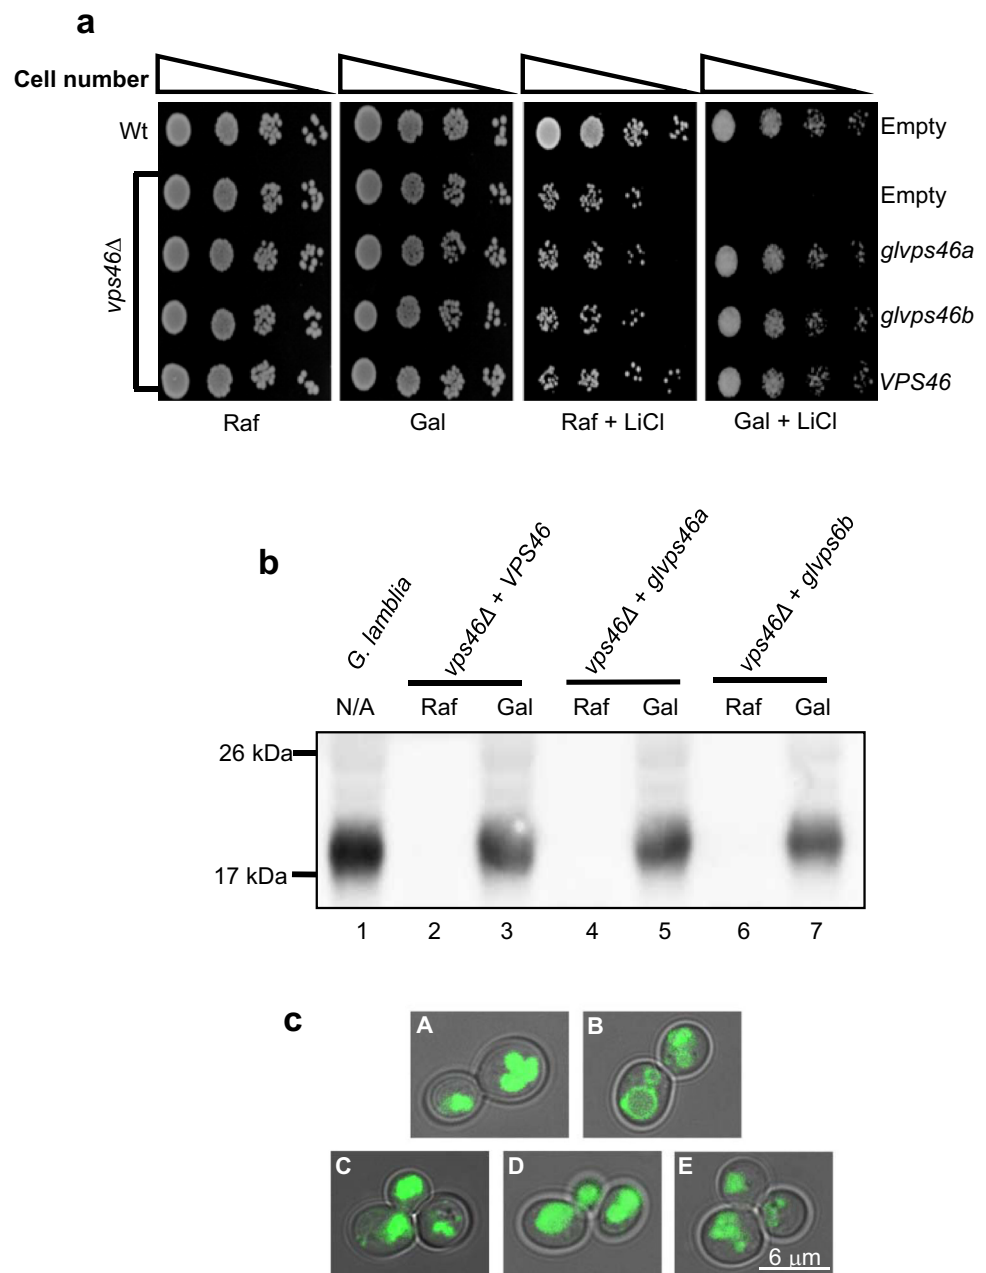 a
Cell number
Wt
Empty
Empty
vps46Δ
glvps46a
glvps46b
VPS46
Raf
Gal
Raf + LiCl
Gal + LiCl
b
G. lamblia
vps46Δ + VPS46
vps46Δ + glvps46a
vps46Δ + glvps6b
N/A Raf Gal Raf Gal Raf Gal
26 kDa
17 kDa
1 2 3 4 5 6 7
c
A
B
C
D
E
6 μm